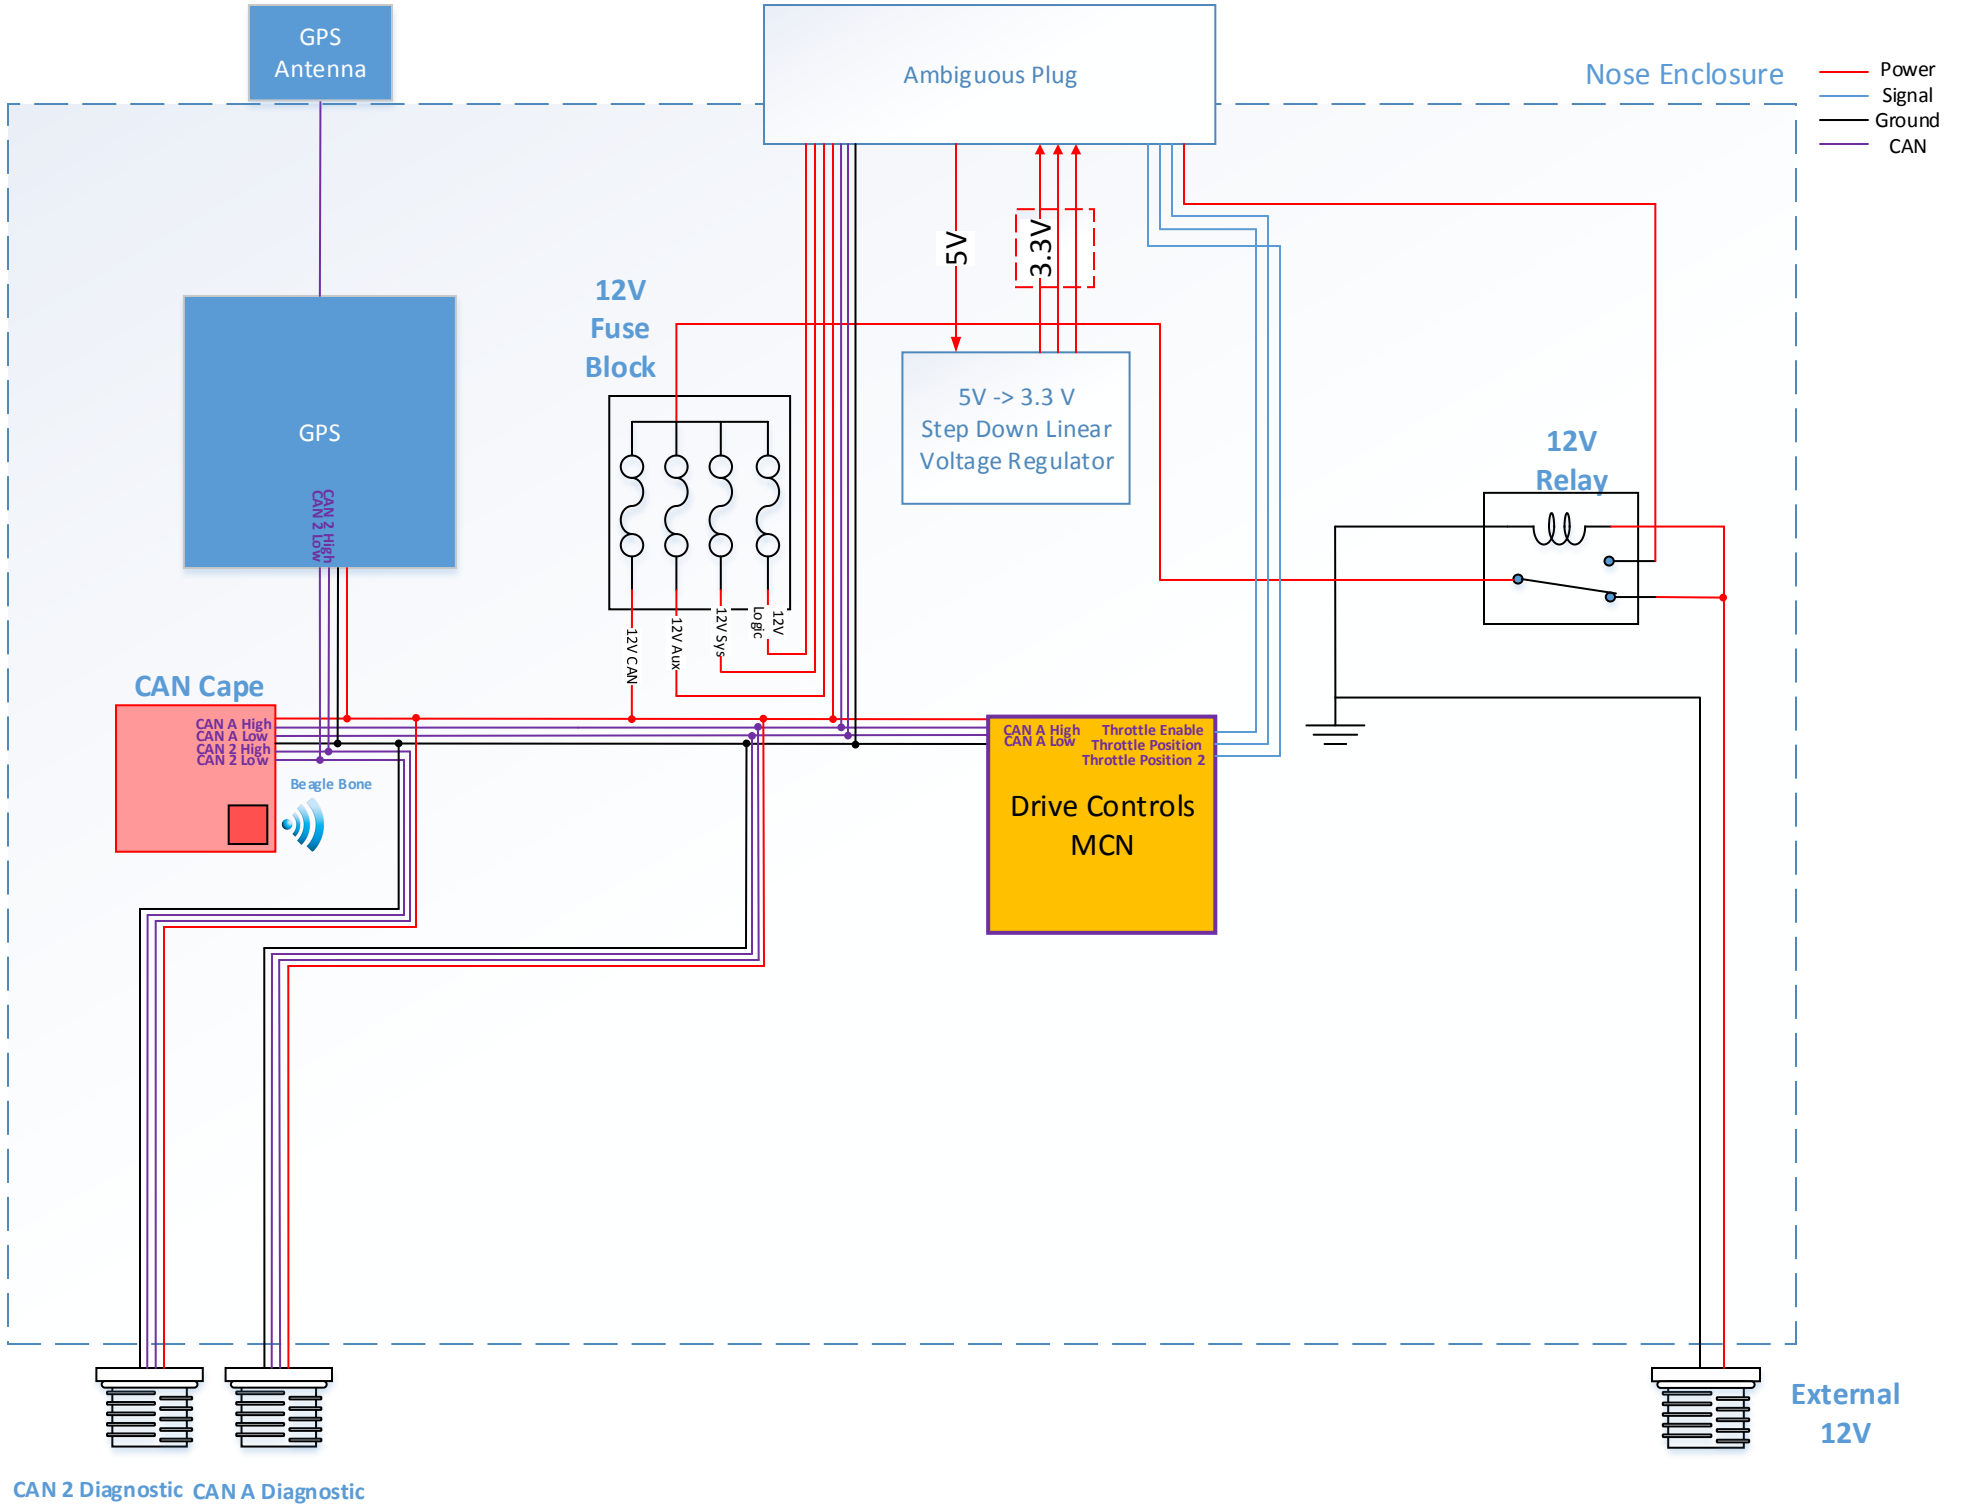 GPS
Antenna
Ambiguous Plug
Nose Enclosure
Power
Signal
Ground
CAN
5V
3.3V
12V
Fuse
Block
5V -> 3.3 V
Step Down Linear
Voltage Regulator
GPS
CAN 2 High
CAN 2 Low
12V
Relay
12V CAN
12V Aux
12V Sys
12V
Logic
CAN Cape
CAN A High
CAN A Low
CAN 2 High
CAN 2 Low
Beagle Bone
CAN A High
CAN A Low
Throttle Enable
Throttle Position
Throttle Position 2
Drive Controls
MCN
External
12V
CAN 2 Diagnostic
CAN A Diagnostic